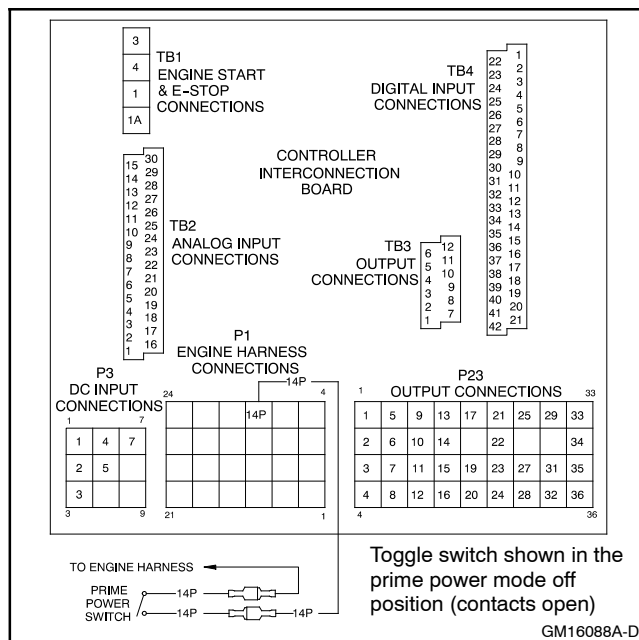 3
4
1
1A
TB1
ENGINE START
& E-STOP
CONNECTIONS
TB4
DIGITAL INPUT
CONNECTIONS
22 1
23 2
24 3
25 4
26 5
27 6
28 7
29 8
30 9
31 10
32 11
33 12
34 13
35 14
36 15
37 16
38 17
39 18
40 19
41 20
42 21
CONTROLLER
INTERCONNECTION
BOARD
15 30
14 29
13 28
12 27
11 26
10 25
9 24
8 23
7 22
6 21
5 20
4 19
3 18
2 17
1 16
TB2
ANALOG INPUT
CONNECTIONS
TB3
OUTPUT
CONNECTIONS
6 12
5 11
4 10
3 9
2 8
1 7
P1
ENGINE HARNESS
CONNECTIONS
14P
24 4
14P
21 1
P3
DC INPUT
CONNECTIONS
1 7
1 4 7
2 5
3
3 9
P23
OUTPUT CONNECTIONS
1 33
1 5 9 13 17 21 25 29 33
2 6 10 14 22 34
3 7 11 15 19 23 27 31 35
4 8 12 16 20 24 28 32 36
4 36
TO ENGINE HARNESS
PRIME
POWER
SWITCH
14P
14P 14P
Toggle switch shown in the
prime power mode off
position (contacts open)
GM16088A-D